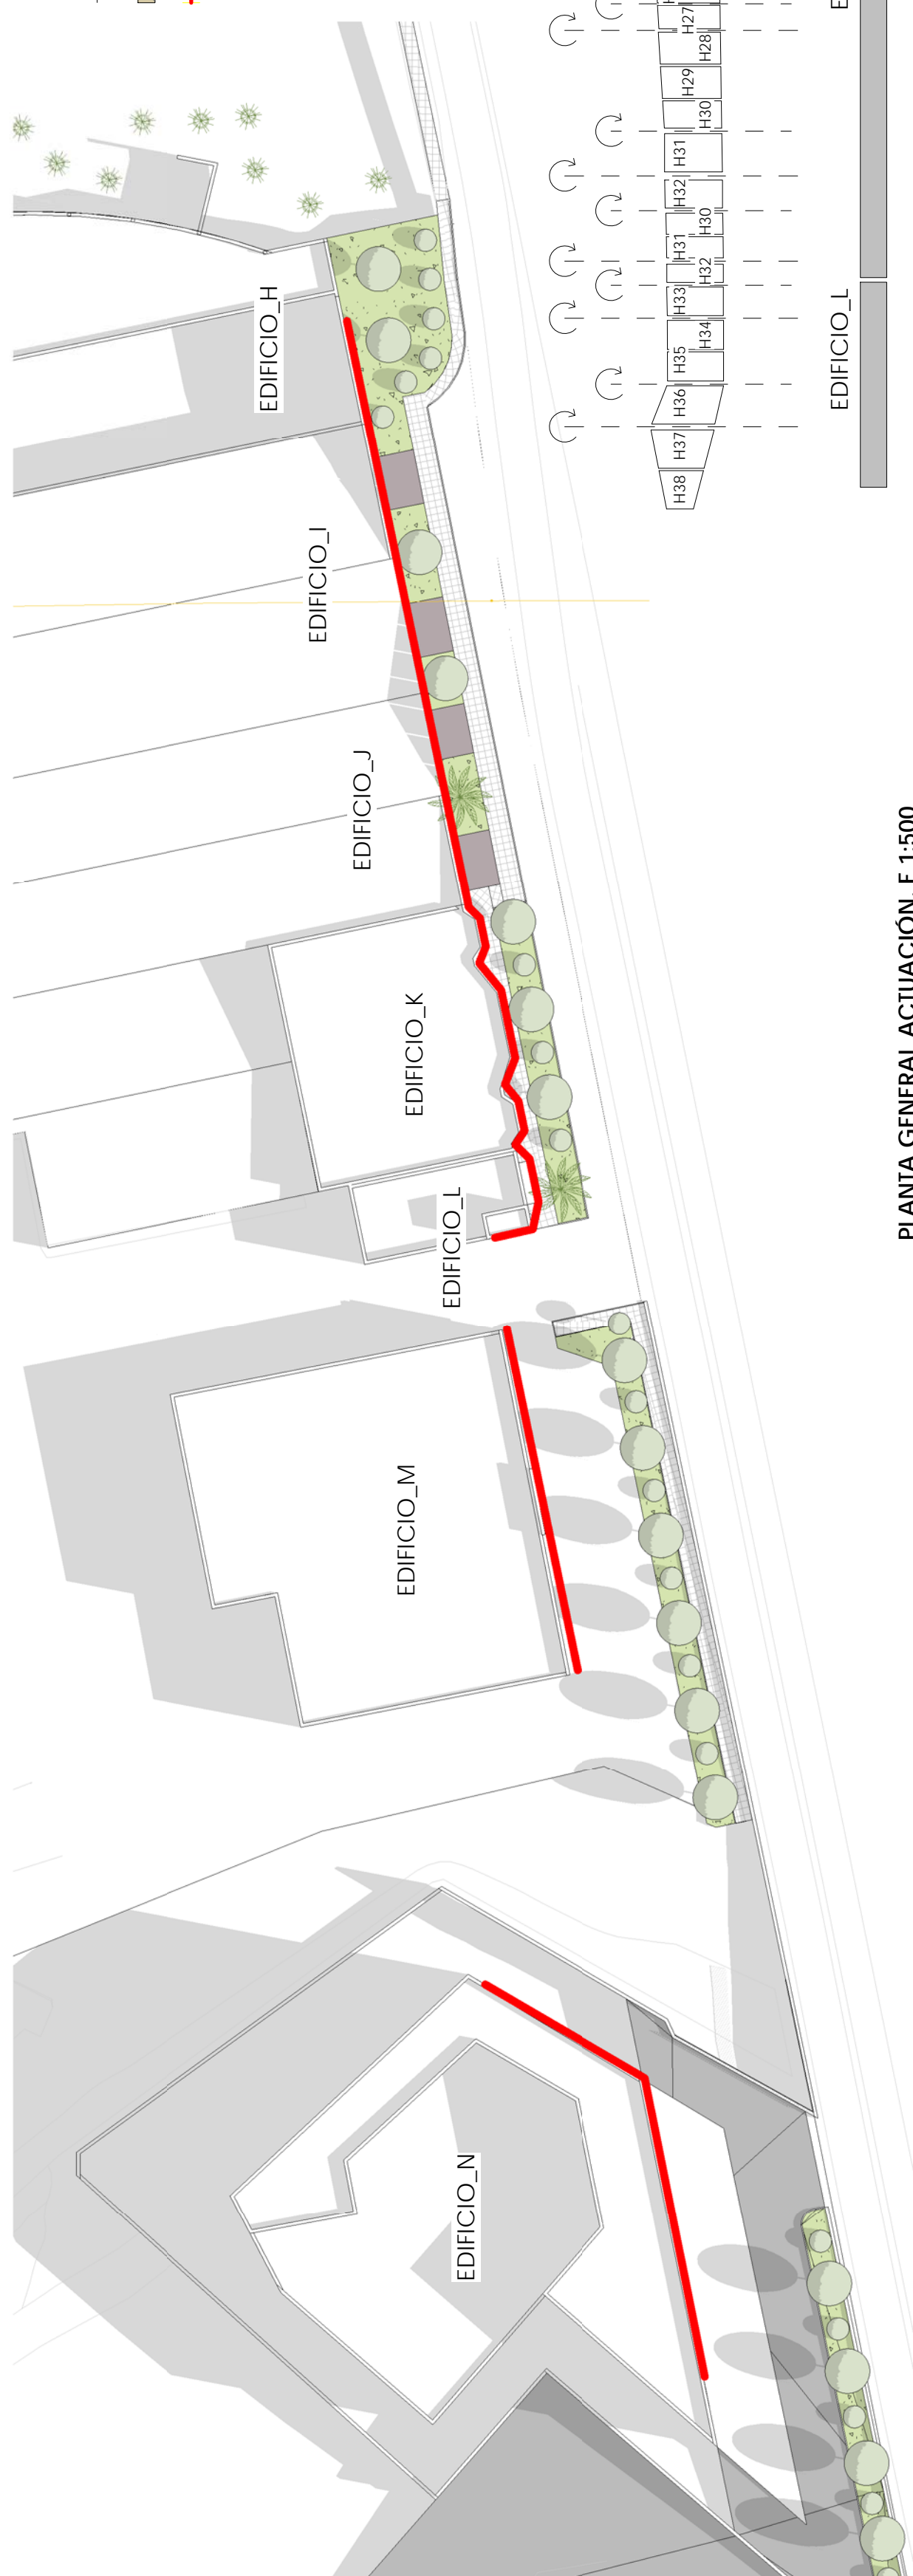 EDIFICIO_N
EDIFICIO_M
EDIFICIO_L
EDIFICIO_K
EDIFICIO_J
EDIFICIO_I
EDIFICIO_H
H38
H37
H36
H35
H34
H33
H32
H31
H30
H32
H31
H30
H29
H28
H27
EDIFICIO_L
PLANTA GENERAL ACTUACIÓN. E 1:500